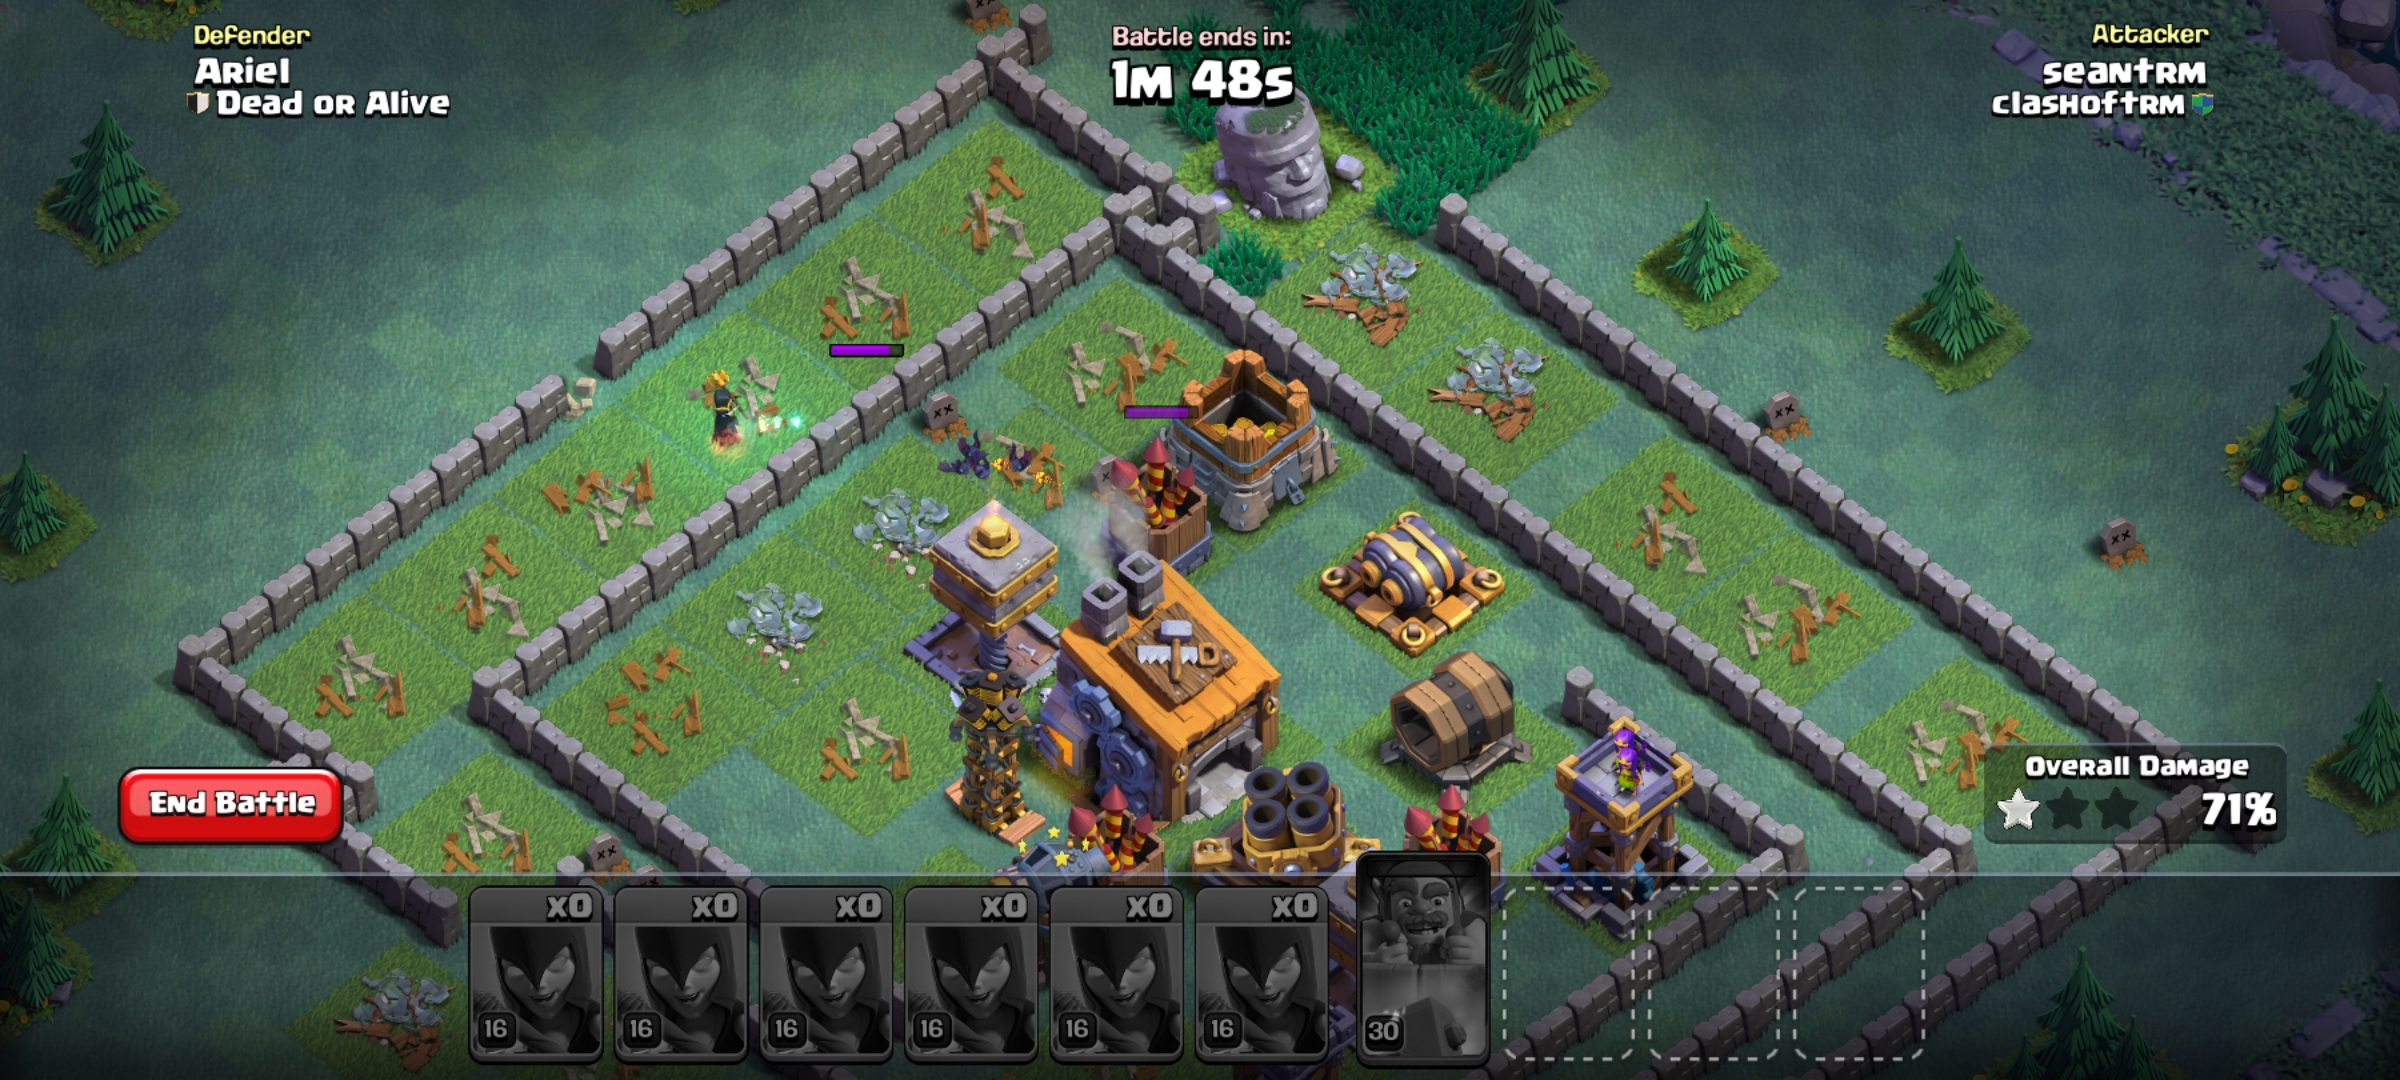 Defender
Ariel
Dead or Alive
Battle ends in:
1m 48s
Attacker
seantrm
clashoftrm
End Battle
Overall Damage
71%
x0
x0
x0
x0
x0
x0
16
16
16
16
16
16
30